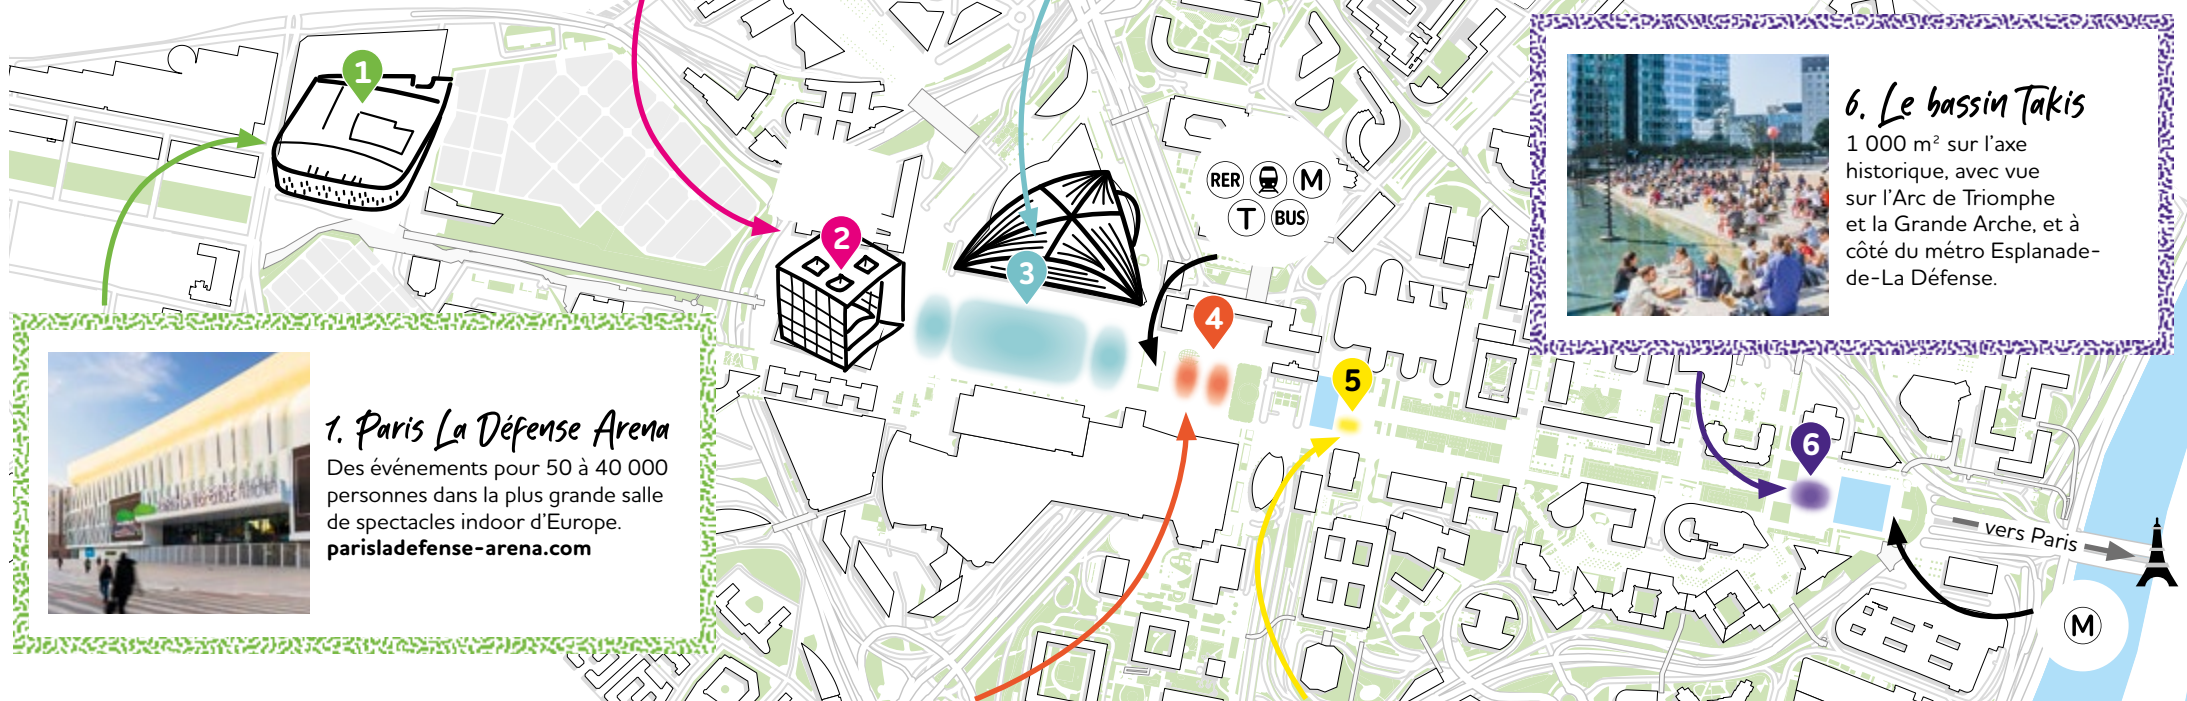 1
2
3
4
5
6
RER
M
T
BUS
6. Le bassin Takis
1 000 m² sur l'axe
historique, avec vue
sur l'Arc de Triomphe
et la Grande Arche, et à
côté du métro Esplanade-
de-La Défense.
1. Paris La Défense Arena
Des événements pour 50 à 40 000
personnes dans la plus grande salle
de spectacles indoor d'Europe.
parisladefense-arena.com
vers Paris
M